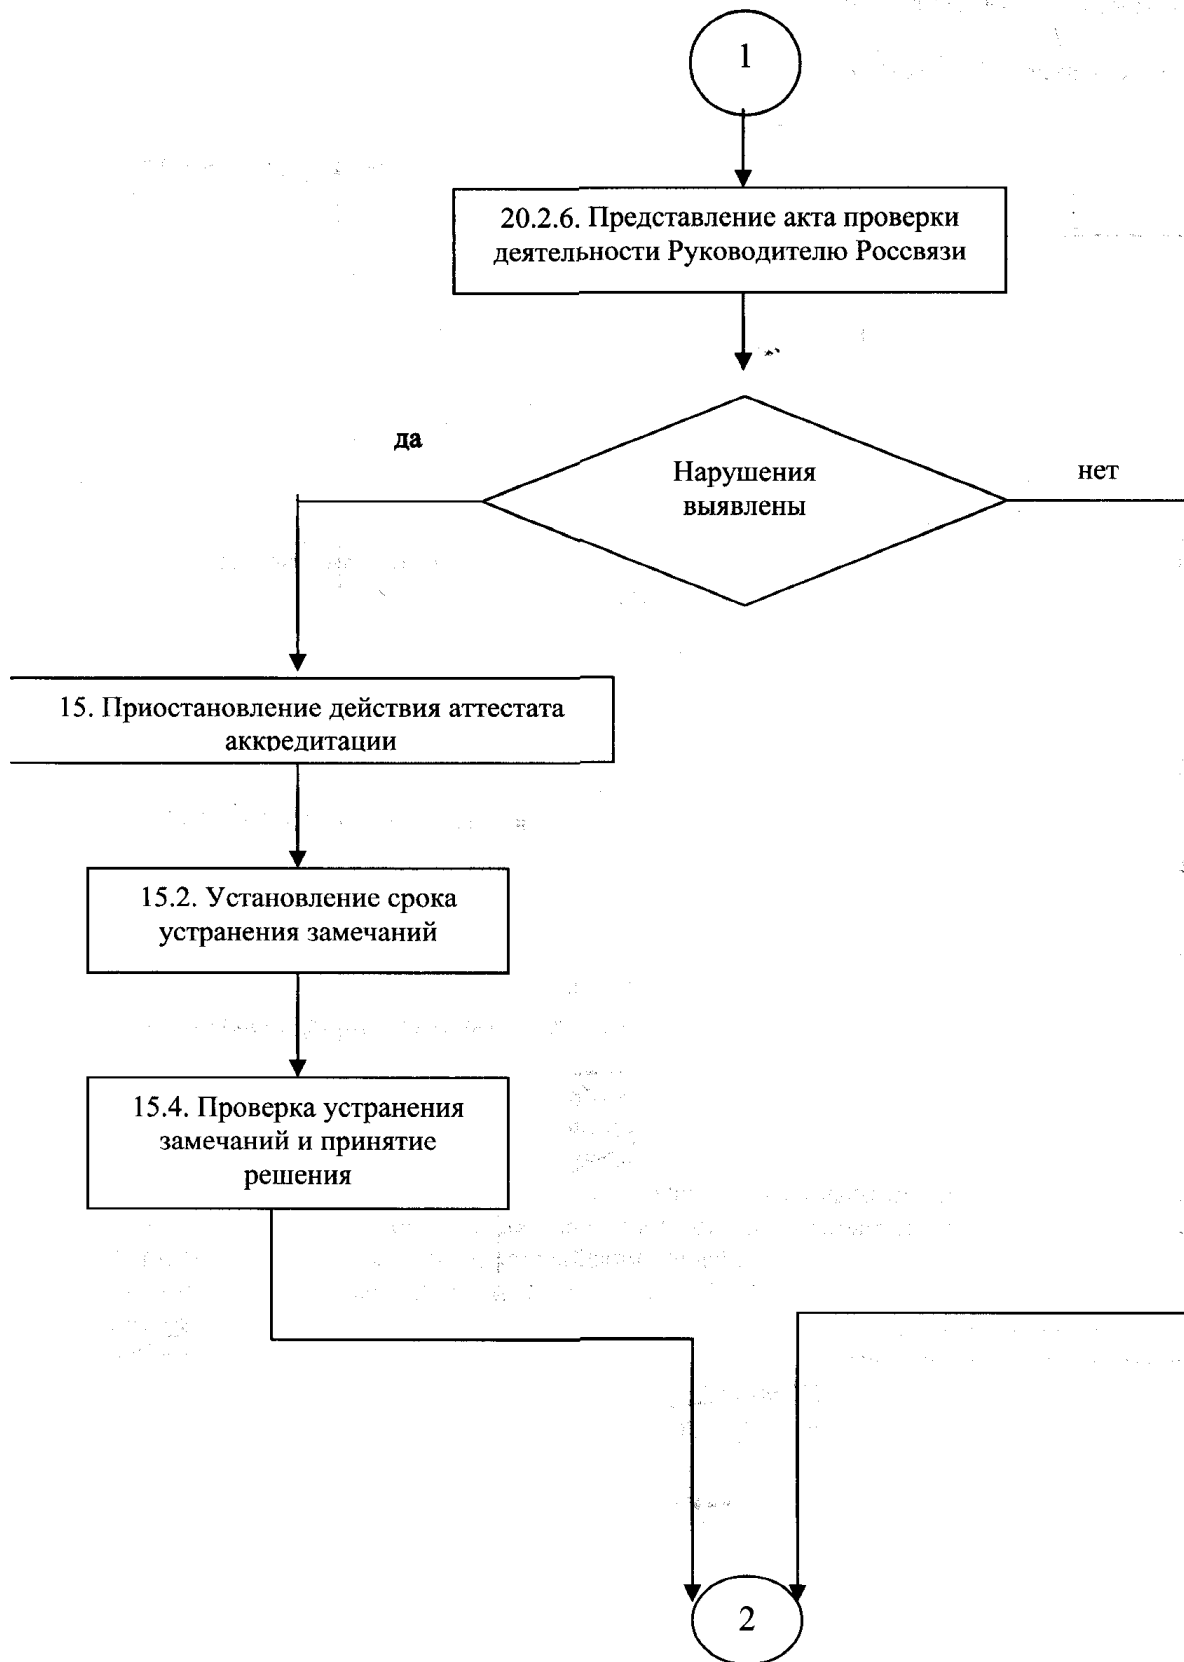 1
20.2.6. Представление акта проверки
деятельности Руководителю Россвязи
да
Нарушения
выявлены
нет
15. Приостановление действия аттестата
аккредитации
15.2. Установление срока
устранения замечаний
15.4. Проверка устранения
замечаний и принятие
решения
2